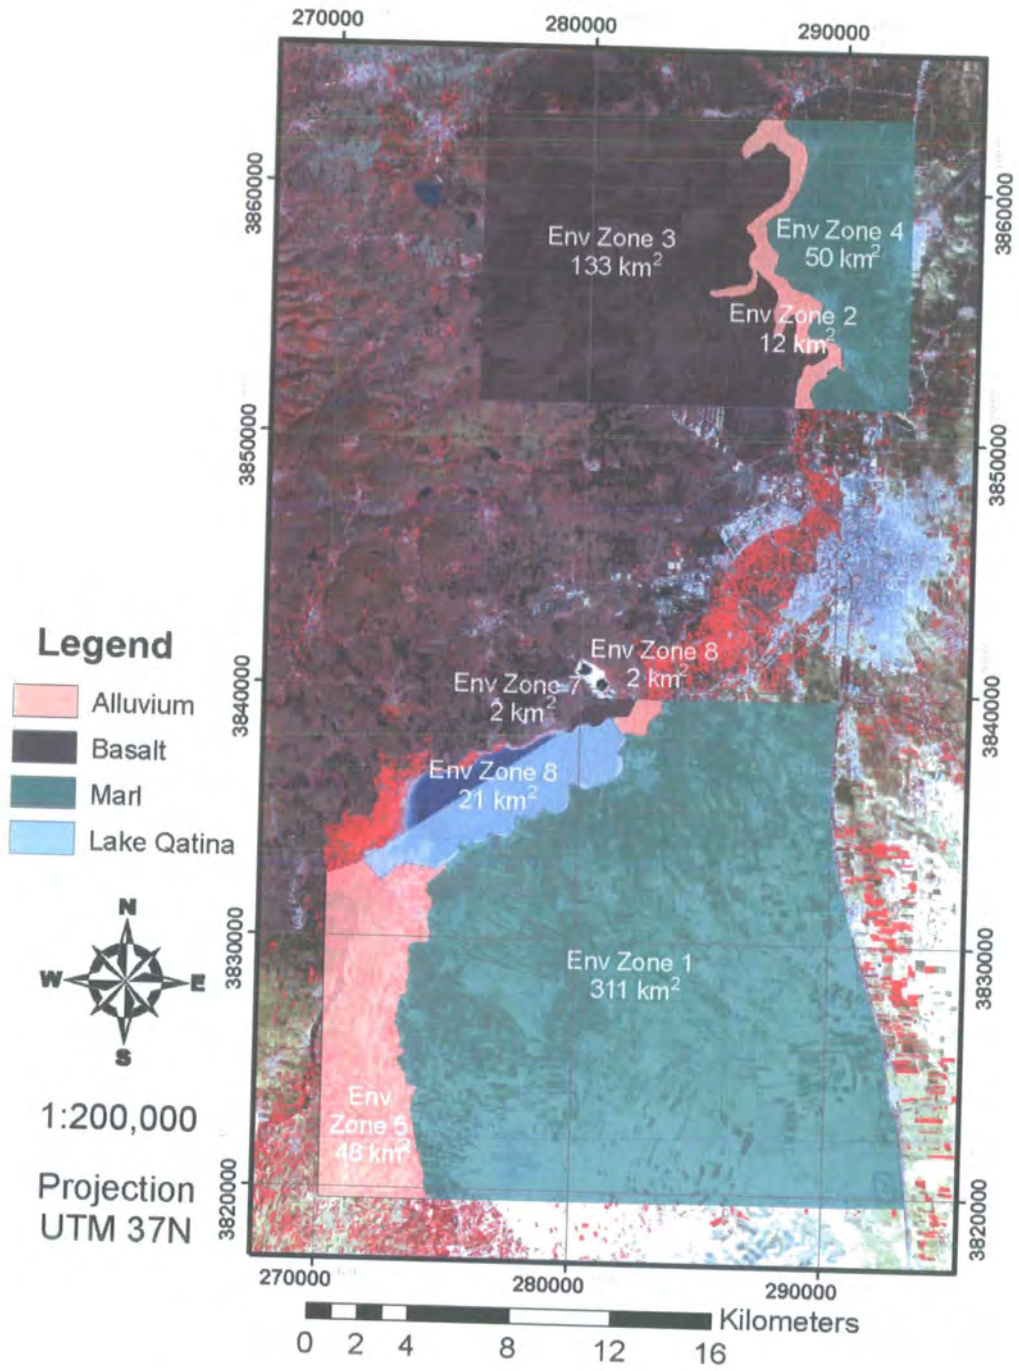 270000
280000
290000
3860000
3860000
Env Zone 3
133 km²
Env Zone 4
50 km²
Env Zone 2
12 km²
3850000
3850000
Legend
Alluvium
Basalt
Marl
Lake Qatina
Env Zone 8
2 km²
Env Zone 7
2 km²
3840000
3840000
Env Zone 8
21 km²
N
W
E
S
3830000
3830000
Env Zone 1
311 km²
Env
Zone 5
48 km²
1:200,000
Projection
UTM 37N
3820000
3820000
270000
280000
290000
Kilometers
0 2 4 8 12 16